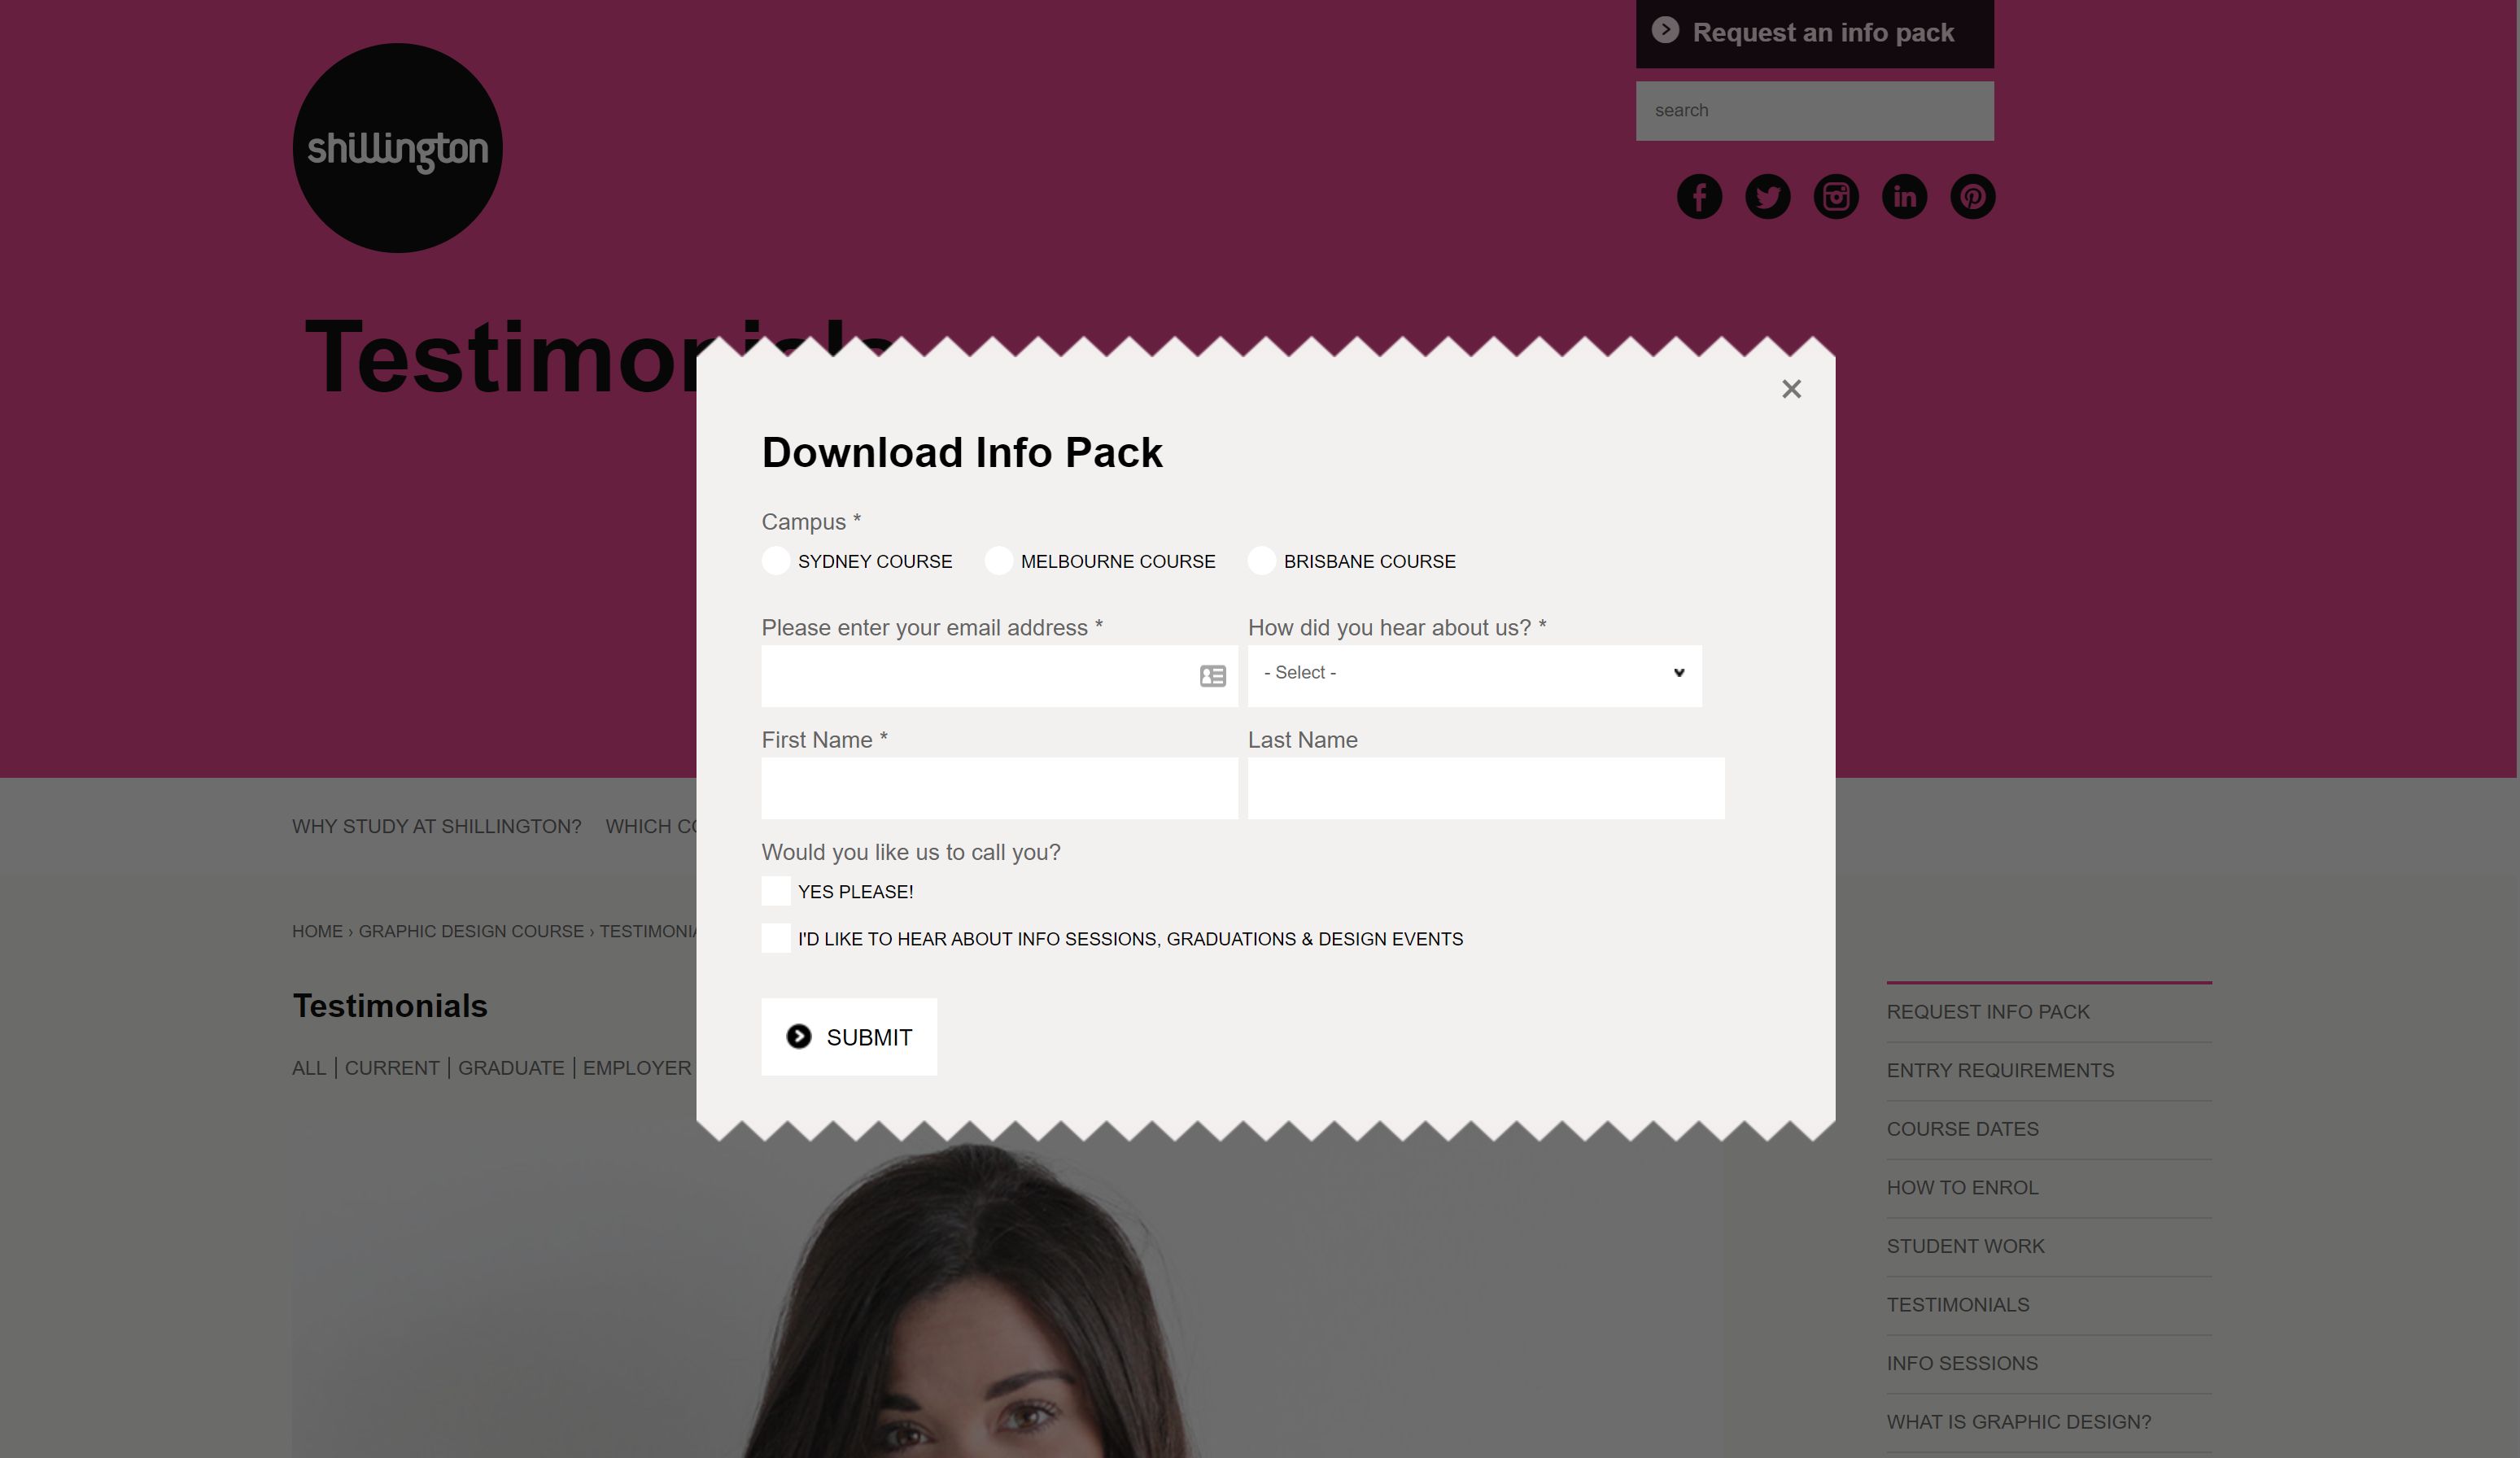 Request an info pack
search
shillington
Testimonials
Download Info Pack
Campus *
SYDNEY COURSE MELBOURNE COURSE BRISBANE COURSE
Please enter your email address * How did you hear about us? *
- Select -
First Name * Last Name
WHY STUDY AT SHILLINGTON? WHICH
Would you like us to call you?
YES PLEASE!
HOME › GRAPHIC DESIGN COURSE › TESTIMONIA
I'D LIKE TO HEAR ABOUT INFO SESSIONS, GRADUATIONS & DESIGN EVENTS
Testimonials
REQUEST INFO PACK
SUBMIT
ALL | CURRENT | GRADUATE | EMPLOYER
ENTRY REQUIREMENTS
COURSE DATES
HOW TO ENROL
STUDENT WORK
TESTIMONIALS
INFO SESSIONS
WHAT IS GRAPHIC DESIGN?